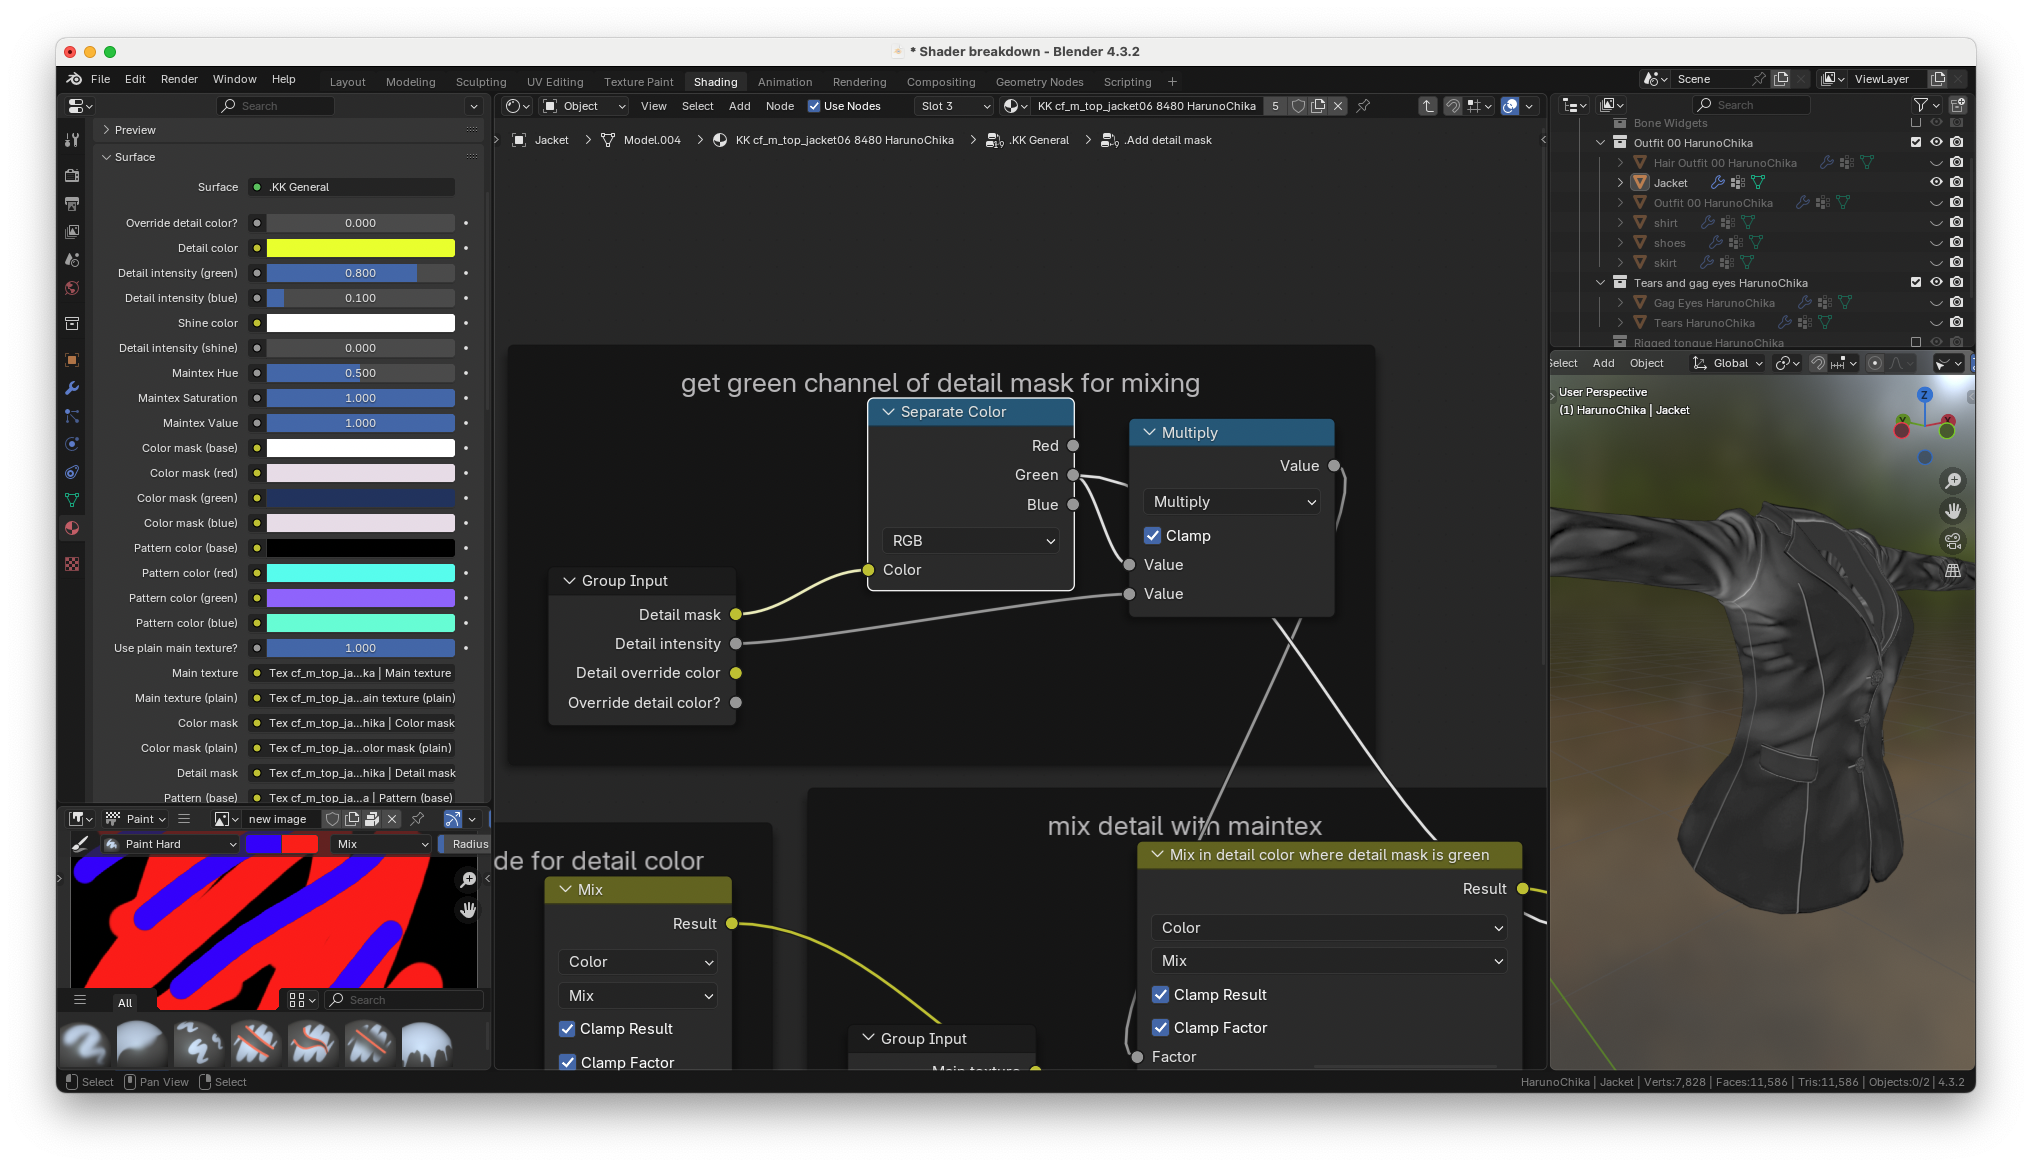 * Shader breakdown - Blender 4.3.2
File Edit Render Window Help
Layout Modeling Sculpting UV Editing Texture Paint Shading Animation Rendering Compositing Geometry Nodes Scripting +
Scene
ViewLayer
Search
Object View Select Add Node Use Nodes Slot 3 KK cf_m_top_jacket06 8480 HarunoChika 5
Search
Preview
Surface
Surface .KK General
Override detail color? 0.000
Detail color
Detail intensity (green) 0.800
Detail intensity (blue) 0.100
Shine color
Detail intensity (shine) 0.000
Maintex Hue 0.500
Maintex Saturation 1.000
Maintex Value 1.000
Color mask (base)
Color mask (red)
Color mask (green)
Color mask (blue)
Pattern color (base)
Pattern color (red)
Pattern color (green)
Pattern color (blue)
Use plain main texture? 1.000
Main texture Tex cf_m_top_ja...ka | Main texture
Main texture (plain) Tex cf_m_top_ja...ain texture (plain)
Color mask Tex cf_m_top_ja...hika | Color mask
Color mask (plain) Tex cf_m_top_ja...olor mask (plain)
Detail mask Tex cf_m_top_ja...hika | Detail mask
Pattern (base) Tex cf_m_top_ja...a | Pattern (base)
Paint new image
Paint Hard Mix Radius
All Search
Jacket Model.004 KK cf_m_top_jacket06 8480 HarunoChika .KK General .Add detail mask
get green channel of detail mask for mixing
Separate Color
Red
Green
Blue
RGB
Color
Multiply
Value
Multiply
Clamp
Value
Value
Group Input
Detail mask
Detail intensity
Detail override color
Override detail color?
de for detail color
Mix
Result
Color
Mix
Clamp Result
Clamp Factor
mix detail with maintex
Mix in detail color where detail mask is green
Result
Color
Mix
Clamp Result
Clamp Factor
Factor
Group Input
Main texture
Bone Widgets
Outfit 00 HarunoChika
Hair Outfit 00 HarunoChika
Jacket
Outfit 00 HarunoChika
shirt
shoes
skirt
Tears and gag eyes HarunoChika
Gag Eyes HarunoChika
Tears HarunoChika
Rigged tongue HarunoChika
Select Add Object Global
User Perspective
(1) HarunoChika | Jacket
Z
Select Pan View Select
HarunoChika | Jacket | Verts:7,828 | Faces:11,586 | Tris:11,586 | Objects:0/2 | 4.3.2